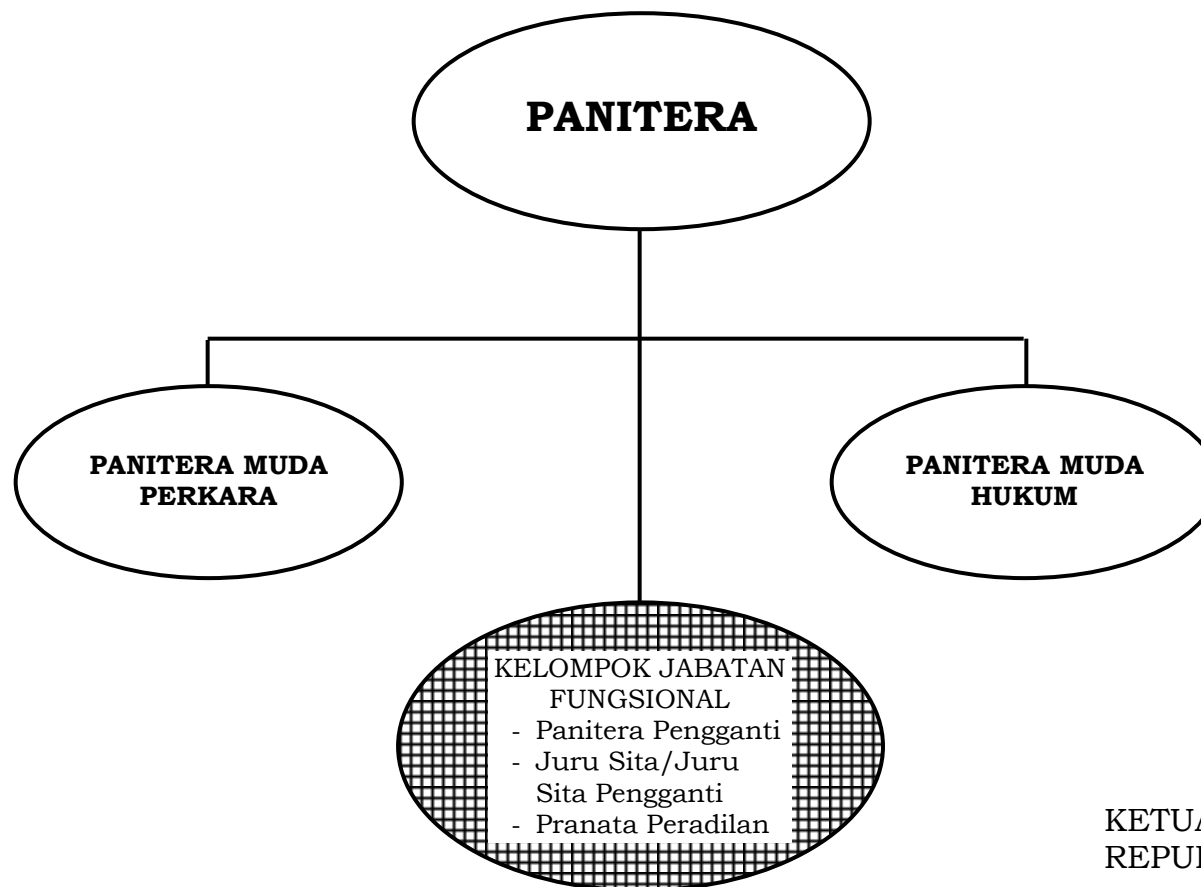 PANITERA
PANITERA MUDA
PERKARA
PANITERA MUDA
HUKUM
KELOMPOK JABATAN
FUNGSIONAL
- Panitera Pengganti
- Juru Sita/Juru
Sita Pengganti
- Pranata Peradilan
KETUA